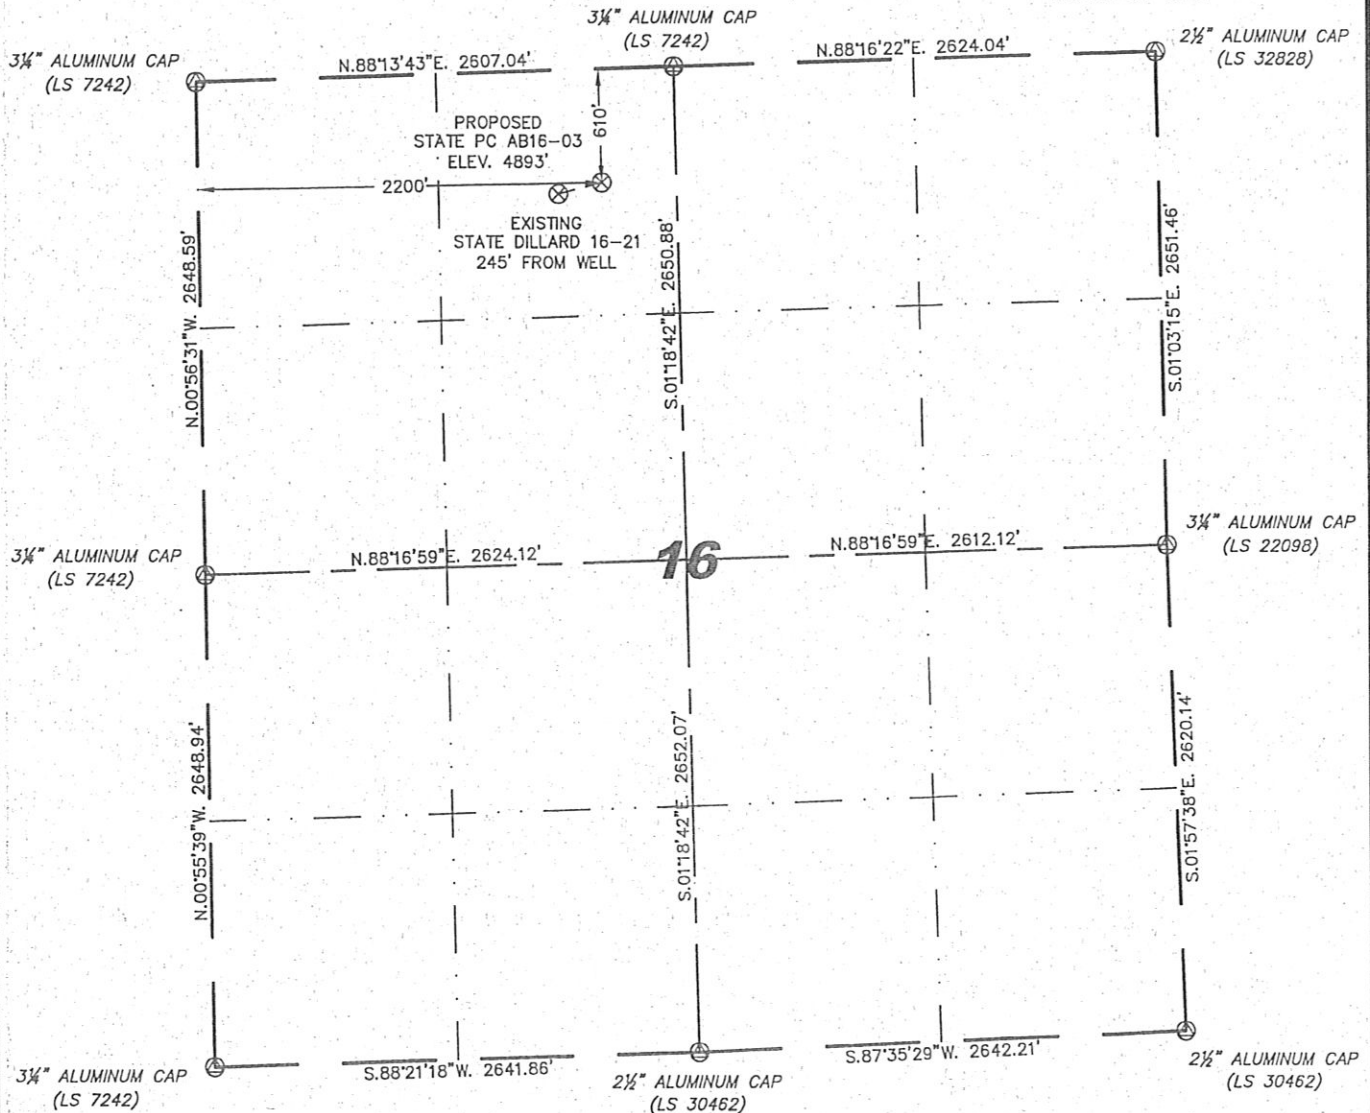 3¼" ALUMINUM CAP
(LS 7242)
N.88°13'43"E. 2607.04'
3¼" ALUMINUM CAP
(LS 7242)
N.88°16'22"E. 2624.04'
2½" ALUMINUM CAP
(LS 32828)
PROPOSED
STATE PC AB16-03
ELEV. 4893'
610'
2200'
EXISTING
STATE DILLARD 16-21
245' FROM WELL
N.00°56'31"W. 2648.59'
S.01°18'42"E. 2650.88'
S.01°03'15"E. 2651.46'
3¼" ALUMINUM CAP
(LS 7242)
N.88°16'59"E. 2624.12'
16
N.88°16'59"E. 2612.12'
3¼" ALUMINUM CAP
(LS 22098)
N.00°55'39"W. 2648.94'
S.01°18'42"E. 2652.07'
S.01°57'38"E. 2620.14'
3¼" ALUMINUM CAP
(LS 7242)
S.88°21'18"W. 2641.86'
2½" ALUMINUM CAP
(LS 30462)
S.87°35'29"W. 2642.21'
2½" ALUMINUM CAP
(LS 30462)